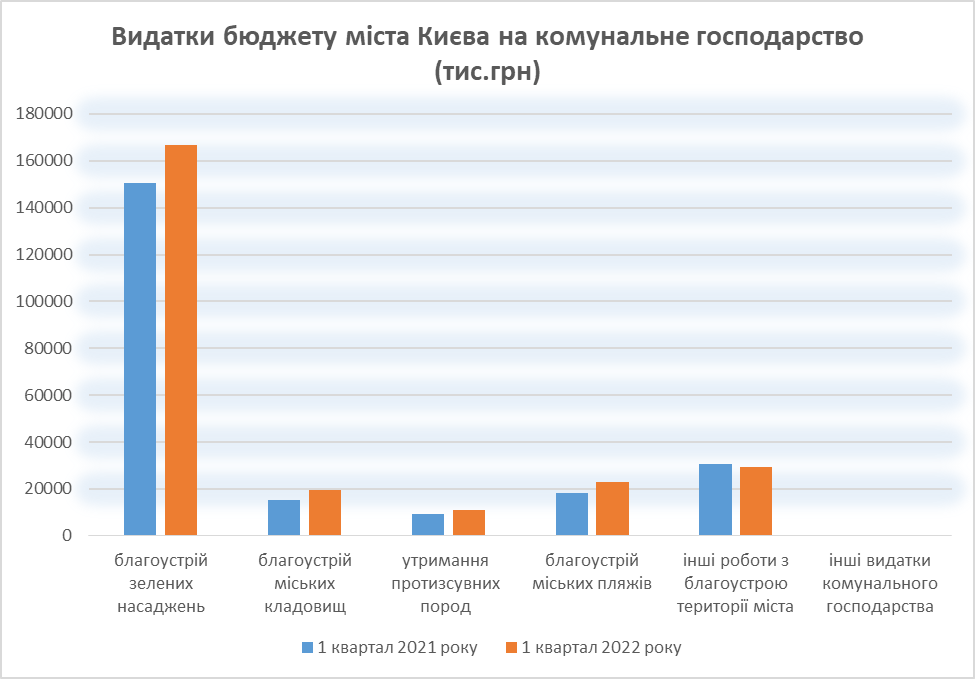 Видатки бюджету міста Києва на комунальне господарство
(тис.грн)
180000
160000
140000
120000
100000
80000
60000
40000
20000
0
благоустрій
зелених
насаджень
благоустрій
міських
кладовищ
утримання
протизсувних
пород
благоустрій
міських пляжів
інші роботи з
благоустрою
території міста
інші видатки
комунального
господарства
1 квартал 2021 року
1 квартал 2022 року